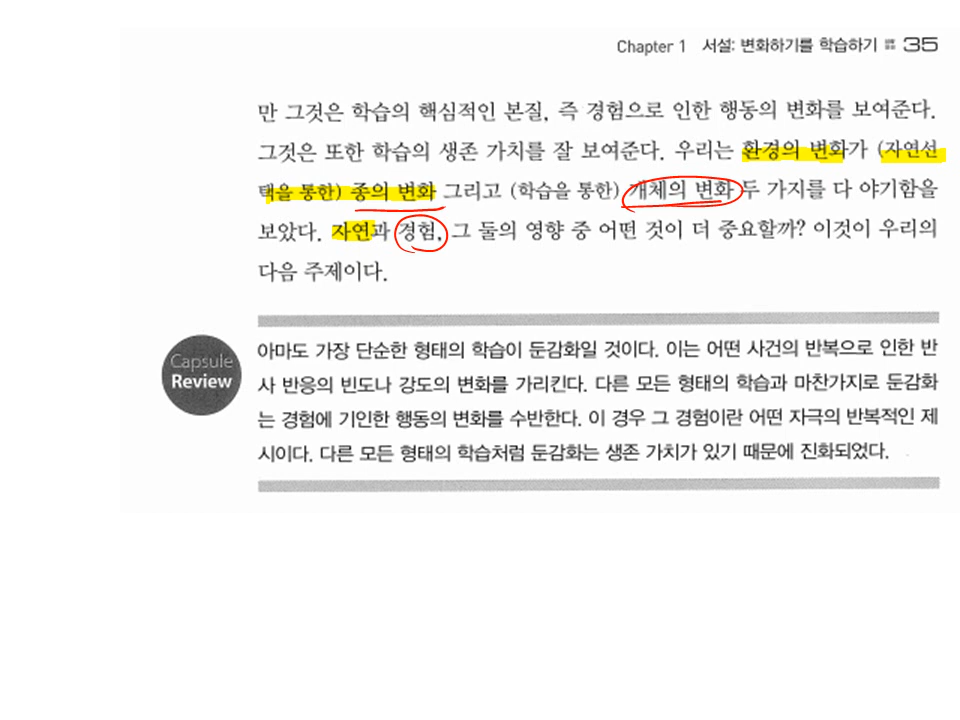 Chapter 1 서설: 변화하기를 학습하기 35
만 그것은 학습의 핵심적인 본질, 즉 경험으로 인한 행동의 변화를 보여준다.
그것은 또한 학습의 생존 가치를 잘 보여준다. 우리는 환경의 변화가 (자연선
택을 통한) 종의 변화 그리고 (학습을 통한) 개체의 변화 두 가지를 다 야기함을
보았다. 자연과 경험, 그 둘의 영향 중 어떤 것이 더 중요할까? 이것이 우리의
다음 주제이다.
Capsule
Review
아마도 가장 단순한 형태의 학습이 둔감화일 것이다. 이는 어떤 사건의 반복으로 인한 반
사 반응의 빈도나 강도의 변화를 가리킨다. 다른 모든 형태의 학습과 마찬가지로 둔감화
는 경험에 기인한 행동의 변화를 수반한다. 이 경우 그 경험이란 어떤 자극의 반복적인 제
시이다. 다른 모든 형태의 학습처럼 둔감화는 생존 가치가 있기 때문에 진화되었다.